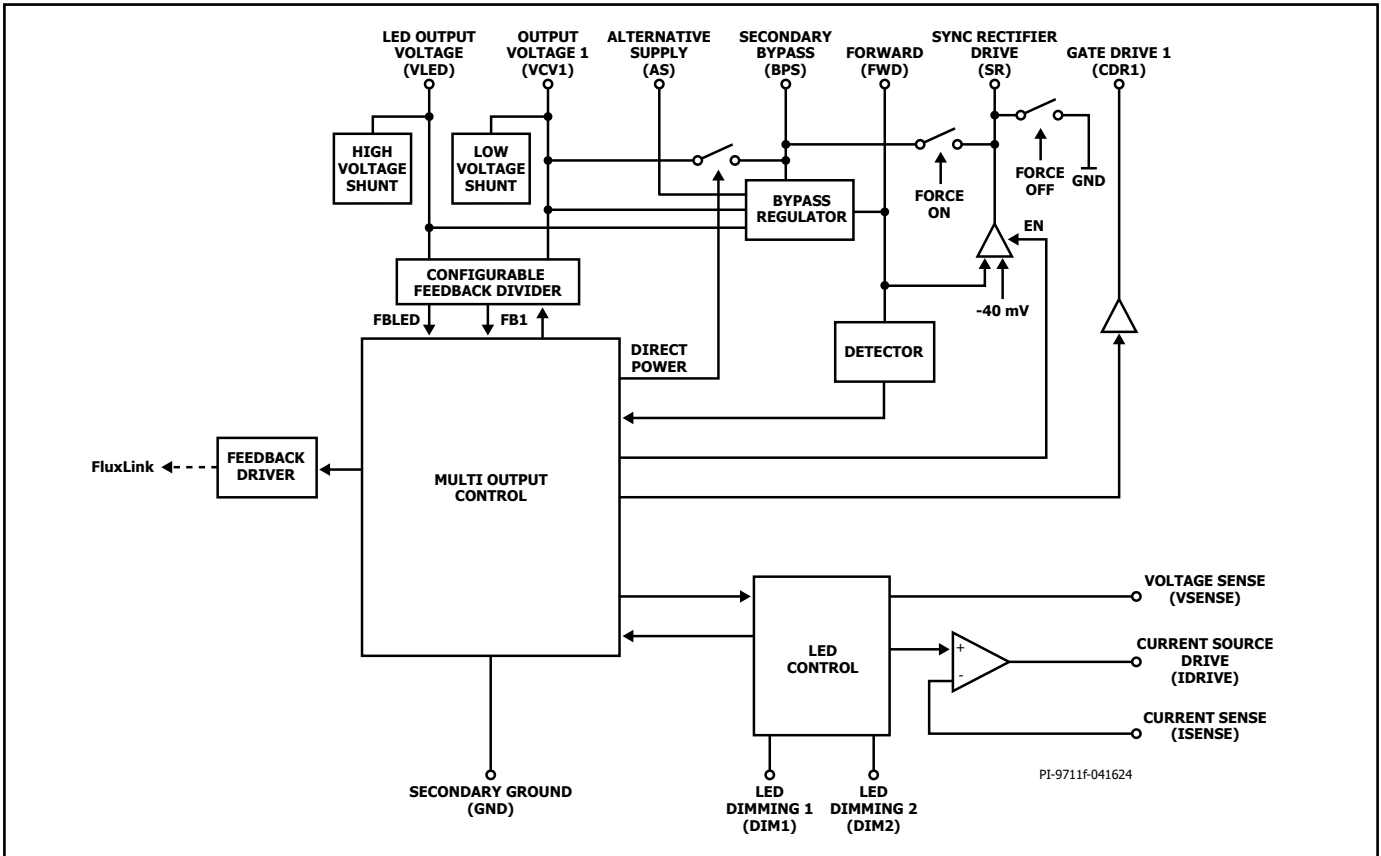 LED OUTPUT
VOLTAGE
(VLED)
OUTPUT
VOLTAGE 1
(VCV1)
ALTERNATIVE
SUPPLY
(AS)
SECONDARY
BYPASS
(BPS)
FORWARD
(FWD)
SYNC RECTIFIER
DRIVE
(SR)
GATE DRIVE 1
(CDR1)
HIGH
VOLTAGE
SHUNT
LOW
VOLTAGE
SHUNT
BYPASS
REGULATOR
FORCE
ON
FORCE
OFF
GND
EN
-40 mV
CONFIGURABLE
FEEDBACK DIVIDER
FBLED
FB1
DIRECT
POWER
DETECTOR
FluxLink
FEEDBACK
DRIVER
MULTI OUTPUT
CONTROL
LED
CONTROL
+
-
VOLTAGE SENSE
(VSENSE)
CURRENT SOURCE
DRIVE
(IDRIVE)
CURRENT SENSE
(ISENSE)
SECONDARY GROUND
(GND)
LED
DIMMING 1
(DIM1)
LED
DIMMING 2
(DIM2)
PI-9711f-041624